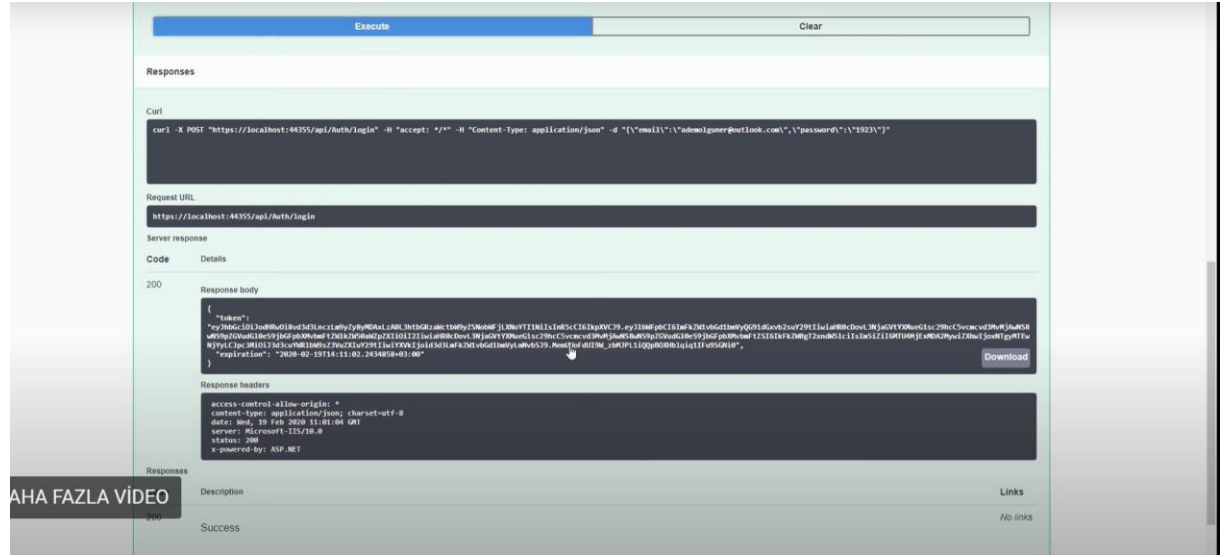 Execute
Clear
Responses
Curl
curl -X POST "https://localhost:44355/api/Auth/login" -H "accept: */*" -H "Content-Type: application/json" -d "{\"email\":\"ademolguner@outlook.com\",\"password\":\"1923\"}"
Request URL
https://localhost:44355/api/Auth/login
Server response
Code
Details
200
Response body
{
"token":
"expiration": "2020-02-19T14:11:02.2434858+03:00"
}
Download
Response headers
access-control-allow-origin: *
content-type: application/json; charset=utf-8
date: Wed, 19 Feb 2020 11:01:04 GMT
server: Microsoft-IIS/10.0
status: 200
x-powered-by: ASP.NET
Responses
AHA FAZLA VİDEO
Description
Links
200
Success
No links